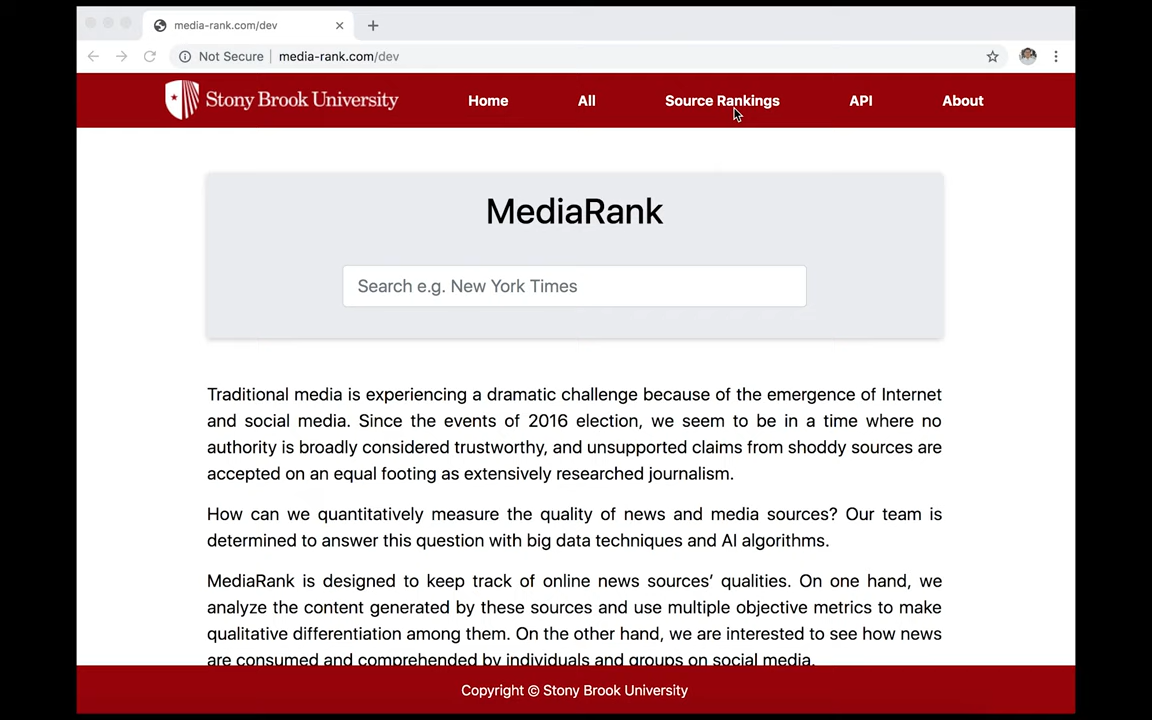 media-rank.com/dev
Not Secure | media-rank.com/dev
Stony Brook University Home All Source Rankings API About
MediaRank
Search e.g. New York Times
Traditional media is experiencing a dramatic challenge because of the emergence of Internet
and social media. Since the events of 2016 election, we seem to be in a time where no
authority is broadly considered trustworthy, and unsupported claims from shoddy sources are
accepted on an equal footing as extensively researched journalism.
How can we quantitatively measure the quality of news and media sources? Our team is
determined to answer this question with big data techniques and AI algorithms.
MediaRank is designed to keep track of online news sources’ qualities. On one hand, we
analyze the content generated by these sources and use multiple objective metrics to make
qualitative differentiation among them. On the other hand, we are interested to see how news
are consumed and comprehended by individuals and groups on social media.
Copyright © Stony Brook University